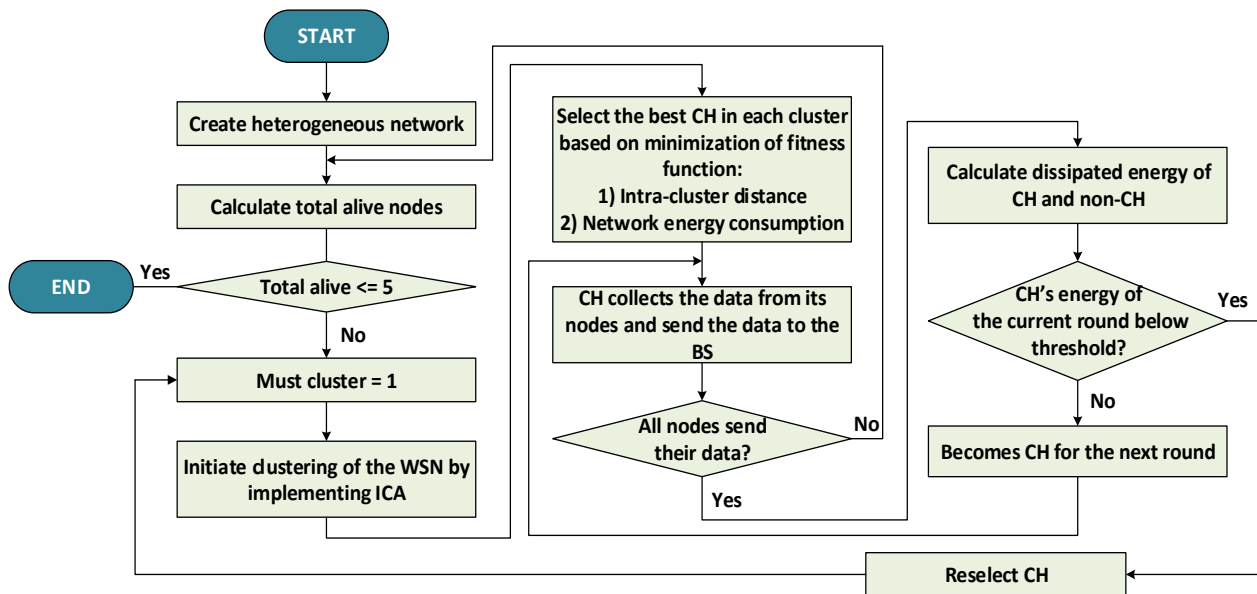 START
Create heterogeneous network
Calculate total alive nodes
Total alive <= 5
Yes
END
No
Must cluster = 1
Initiate clustering of the WSN by
implementing ICA
Select the best CH in each cluster
based on minimization of fitness
function:
1) Intra-cluster distance
2) Network energy consumption
CH collects the data from its
nodes and send the data to the
BS
All nodes send
their data?
No
Yes
Calculate dissipated energy of
CH and non-CH
CH's energy of
the current round below
threshold?
Yes
No
Becomes CH for the next round
Reselect CH